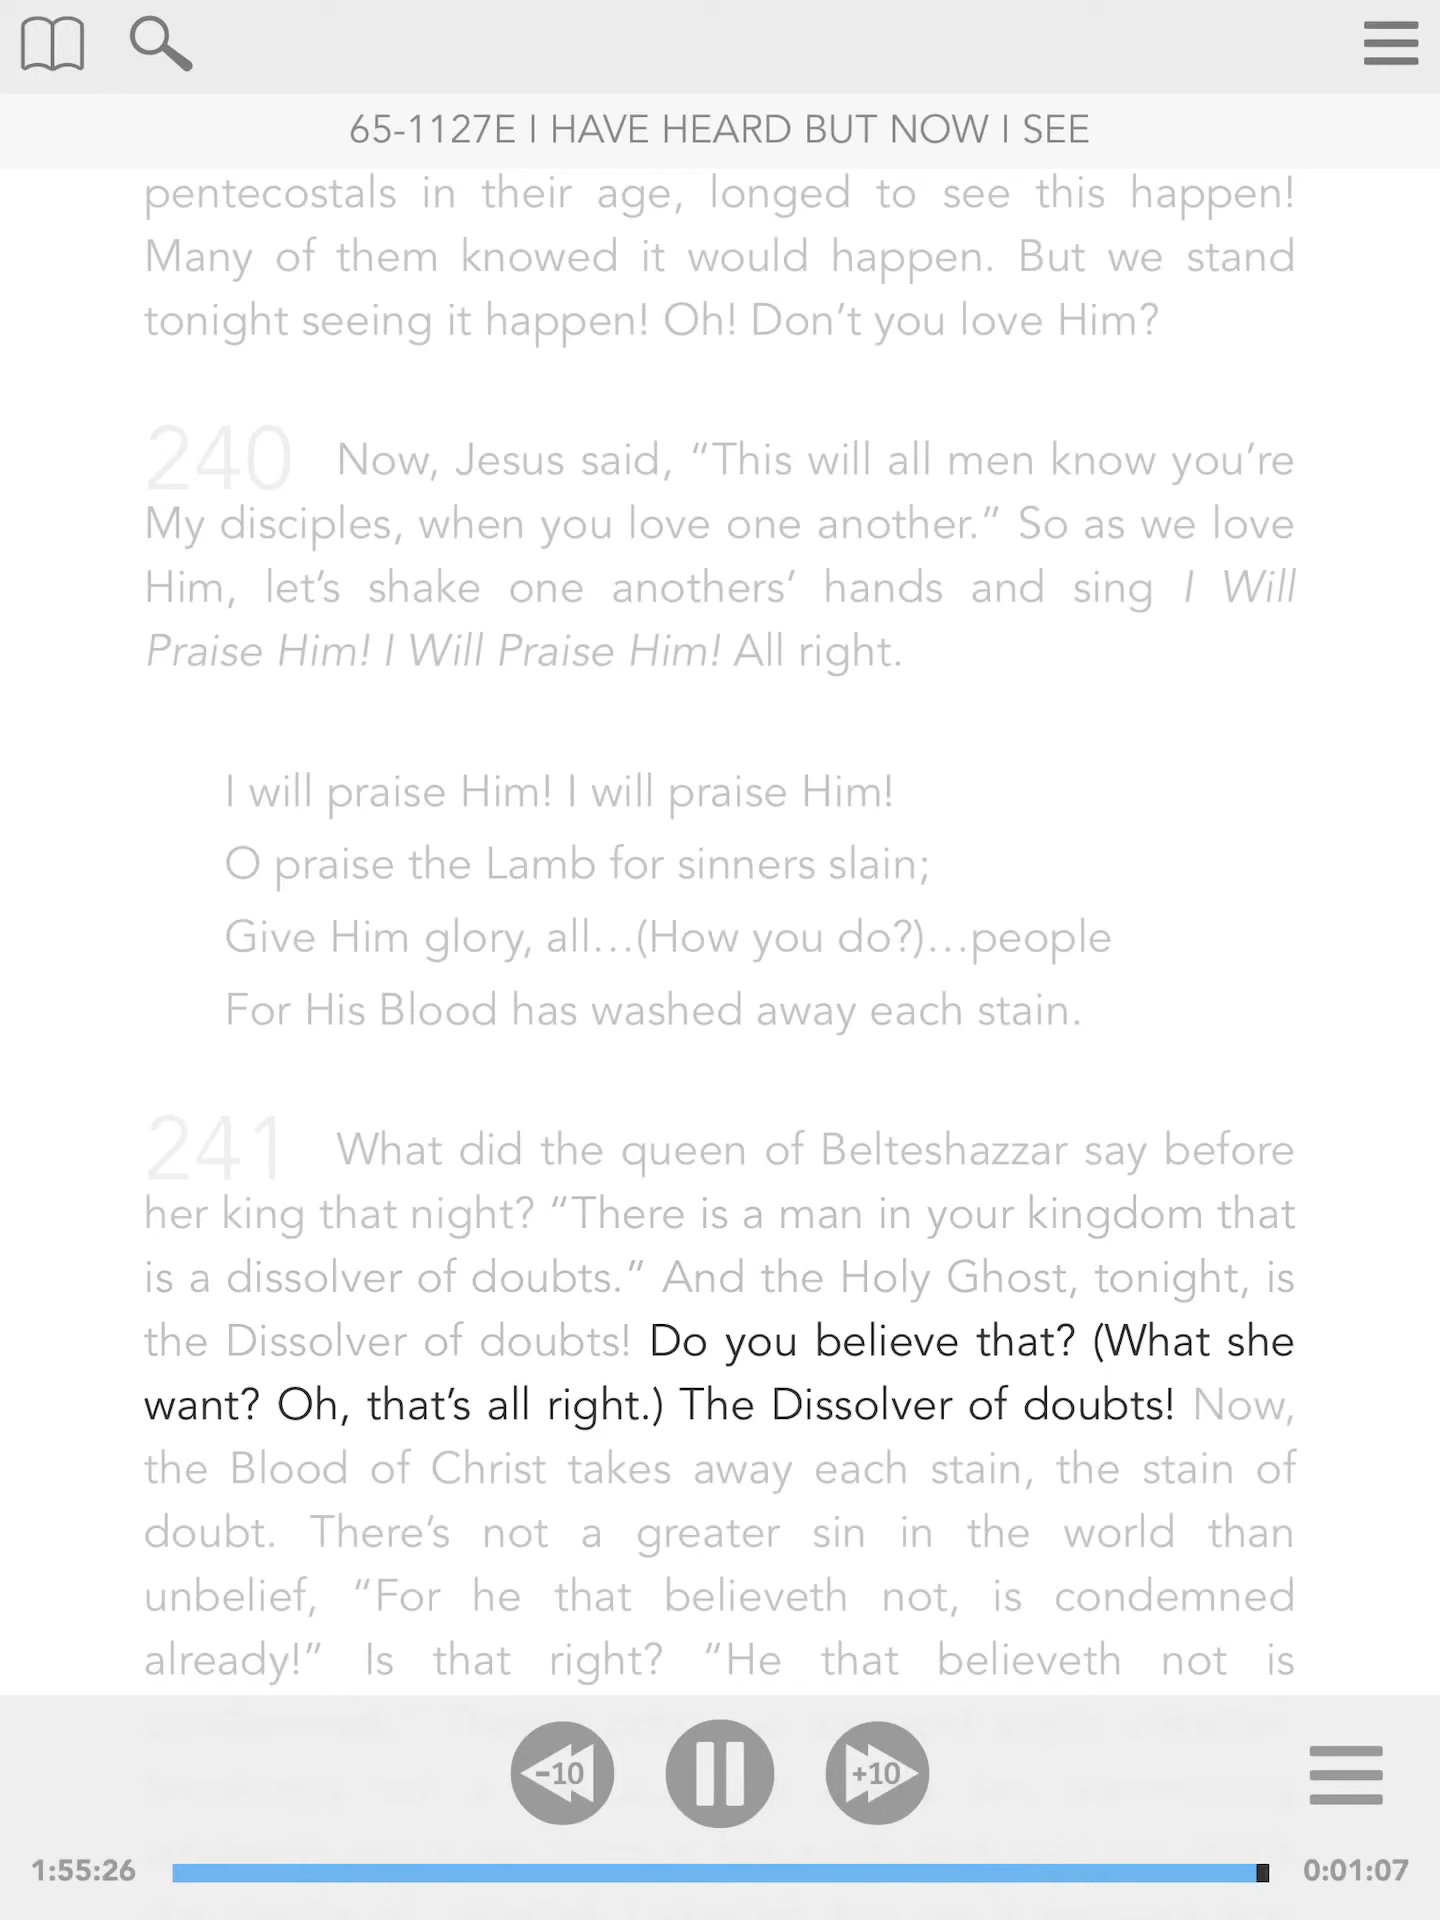 65-1127E I HAVE HEARD BUT NOW I SEE
pentecostals in their age, longed to see this happen!
Many of them knowed it would happen. But we stand
tonight seeing it happen! Oh! Don’t you love Him?
240 Now, Jesus said, “This will all men know you’re
My disciples, when you love one another.” So as we love
Him, let’s shake one anothers’ hands and sing I Will
Praise Him! I Will Praise Him! All right.
I will praise Him! I will praise Him!
O praise the Lamb for sinners slain;
Give Him glory, all…(How you do?)…people
For His Blood has washed away each stain.
241 What did the queen of Belteshazzar say before
her king that night? “There is a man in your kingdom that
is a dissolver of doubts.” And the Holy Ghost, tonight, is
the Dissolver of doubts! Do you believe that? (What she
want? Oh, that’s all right.) The Dissolver of doubts! Now,
the Blood of Christ takes away each stain, the stain of
doubt. There’s not a greater sin in the world than
unbelief, “For he that believeth not, is condemned
already!” Is that right? “He that believeth not is
-10 +10
1:55:26 0:01:07